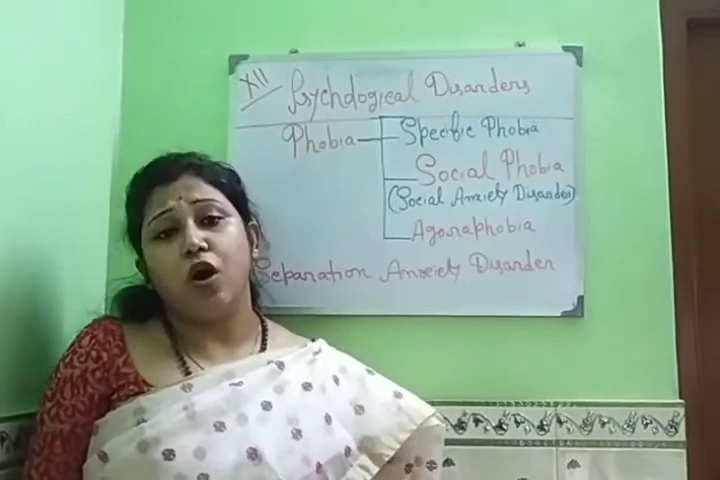 XII Psychological Disorders
Phobia Specific Phobia
Social Phobia
(Social Anxiety Disorder)
Agoraphobia
Separation Anxiety Disorder